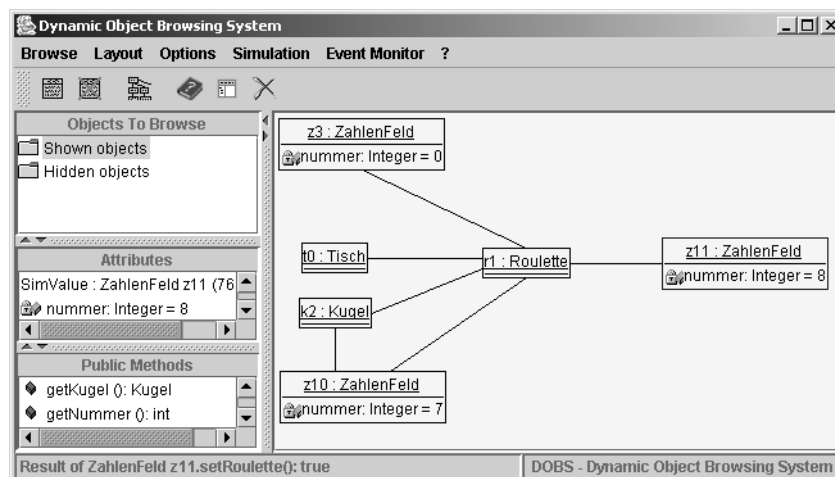 Dynamic Object Browsing System
Browse Layout Options Simulation Event Monitor ?
Objects To Browse
Shown objects
Hidden objects
Attributes
SimValue : ZahlenFeld z11 (76
nummer: Integer = 8
Public Methods
getKugel (): Kugel
getNummer (): int
z3 : ZahlenFeld
nummer: Integer = 0
t0 : Tisch
r1 : Roulette
z11 : ZahlenFeld
nummer: Integer = 8
k2 : Kugel
z10 : ZahlenFeld
nummer: Integer = 7
Result of ZahlenFeld z11.setRoulette(): true
DOBS - Dynamic Object Browsing System